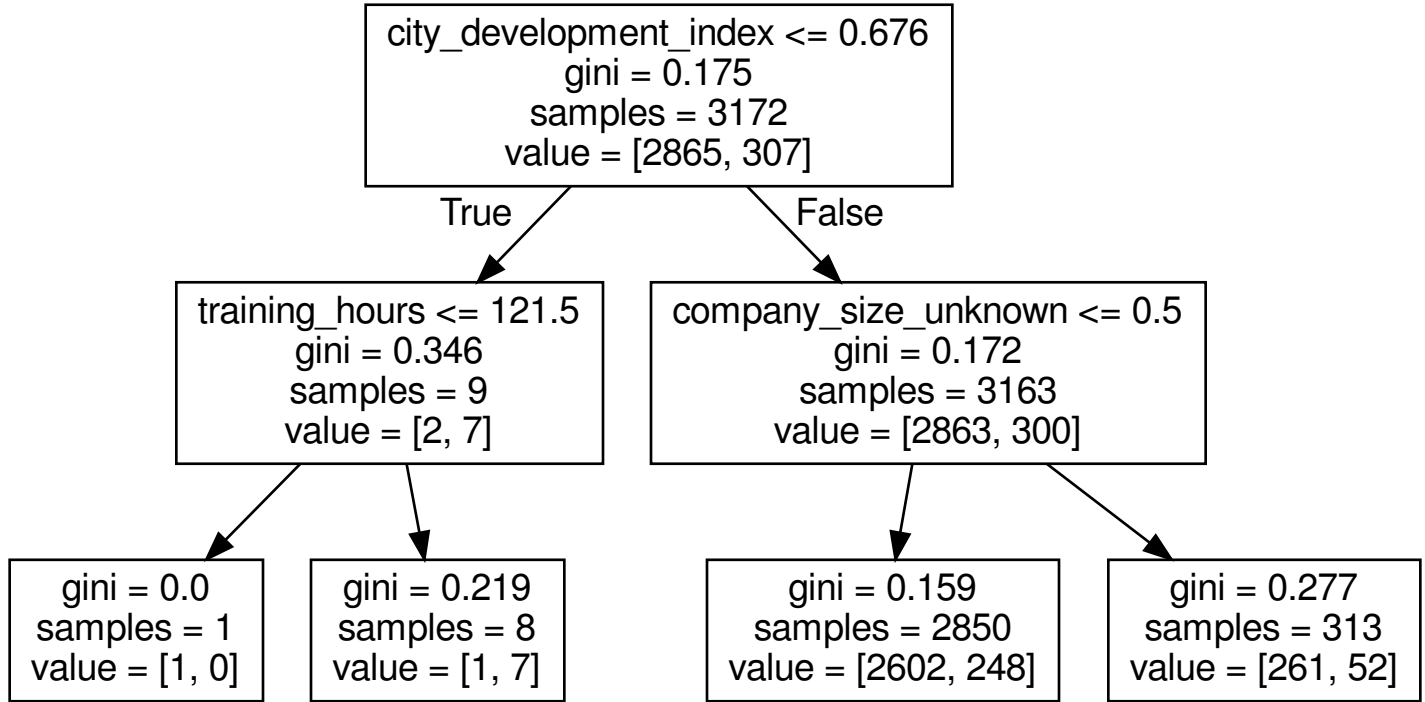 city_development_index <= 0.676
gini = 0.175
samples = 3172
value = [2865, 307]
True
False
training_hours <= 121.5
gini = 0.346
samples = 9
value = [2, 7]
company_size_unknown <= 0.5
gini = 0.172
samples = 3163
value = [2863, 300]
gini = 0.0
samples = 1
value = [1, 0]
gini = 0.219
samples = 8
value = [1, 7]
gini = 0.159
samples = 2850
value = [2602, 248]
gini = 0.277
samples = 313
value = [261, 52]